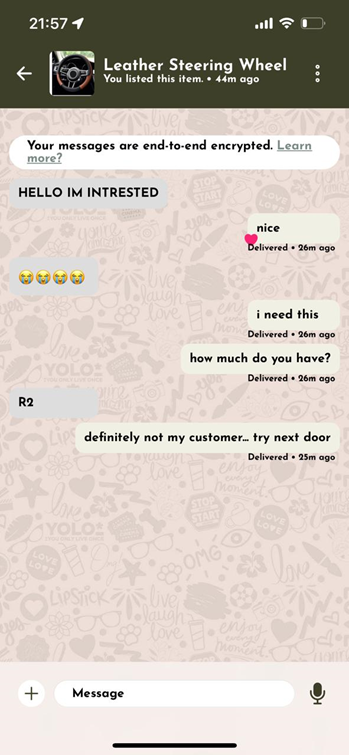 21:57
Leather Steering Wheel
You listed this item. • 44m ago
Your messages are end-to-end encrypted. Learn
more?
HELLO IM INTRESTED
nice
Delivered • 26m ago
😭😭😭😭
i need this
Delivered • 26m ago
how much do you have?
Delivered • 26m ago
R2
definitely not my customer... try next door
Delivered • 25m ago
Message